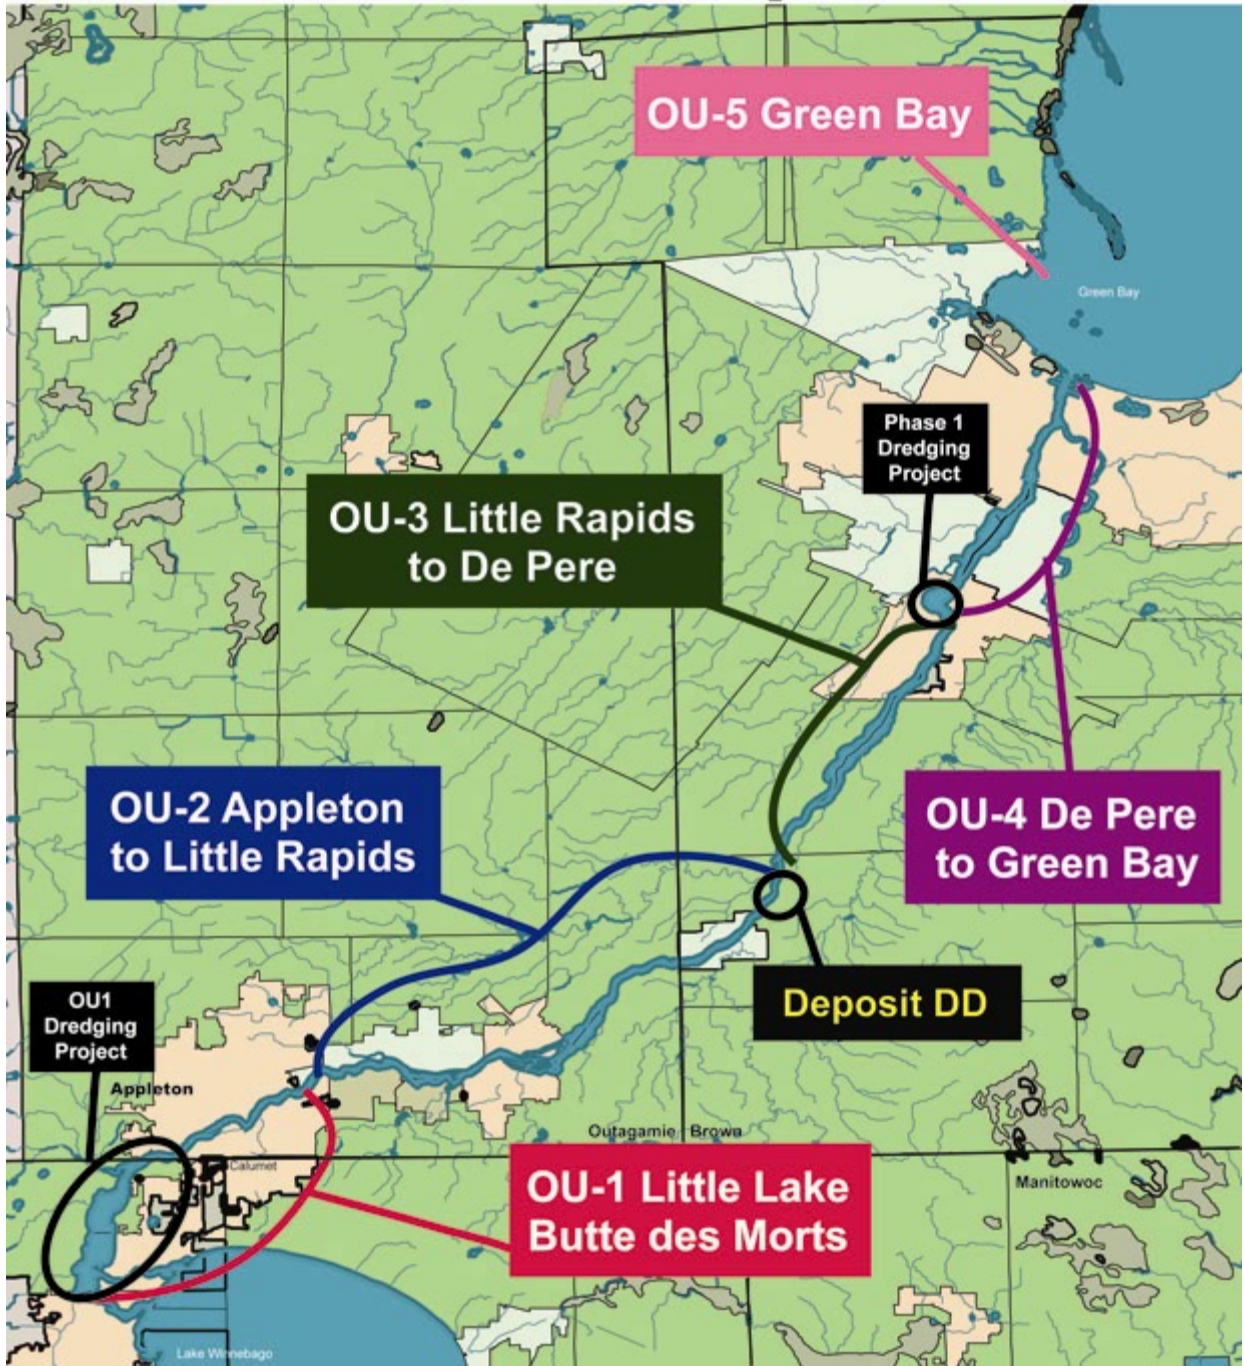 OU-5 Green Bay
Green Bay
Phase 1
Dredging
Project
OU-3 Little Rapids
to De Pere
OU-2 Appleton
to Little Rapids
OU-4 De Pere
to Green Bay
Deposit DD
OU1
Dredging
Project
Appleton
Outagamie Brown
Calumet
OU-1 Little Lake
Butte des Morts
Manitowoc
Lake Winnebago